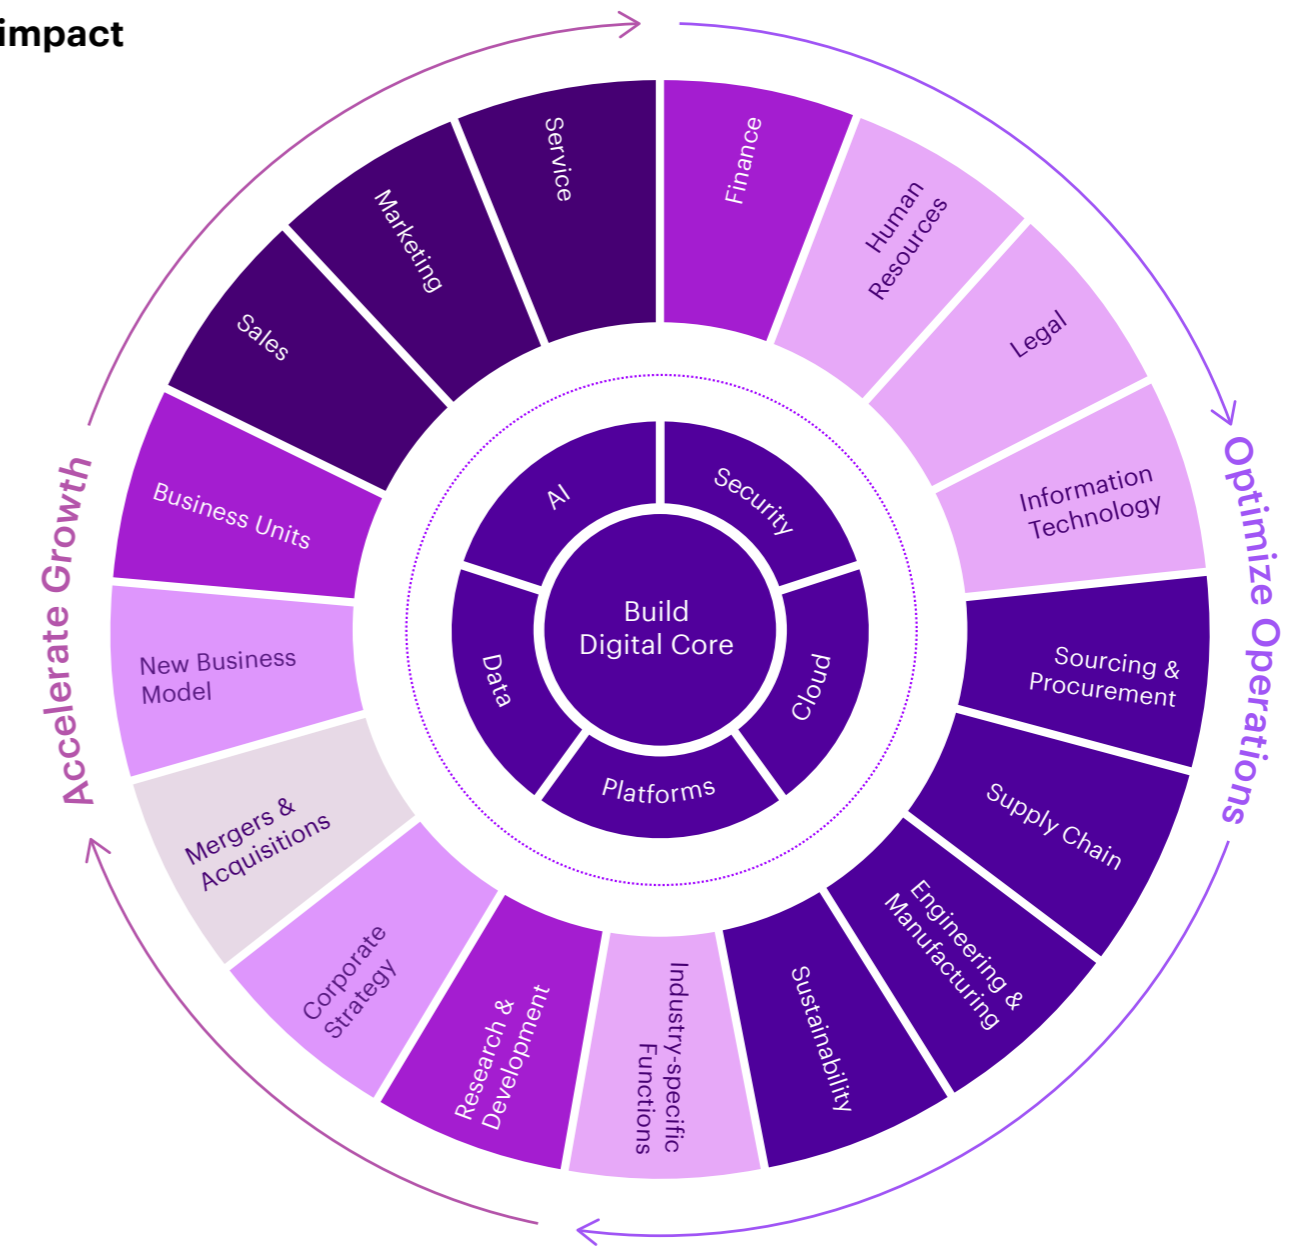 impact
Service
Finance
Human
Resources
Legal
Information
Technology
Sourcing &
Procurement
Supply Chain
Engineering &
Manufacturing
Sustainability
Industry-specific
Functions
Research &
Development
Corporate
Strategy
Mergers &
Acquisitions
New Business
Model
Business Units
Sales
Marketing
Accelerate Growth
Optimize Operations
AI
Security
Cloud
Platforms
Data
Build
Digital Core